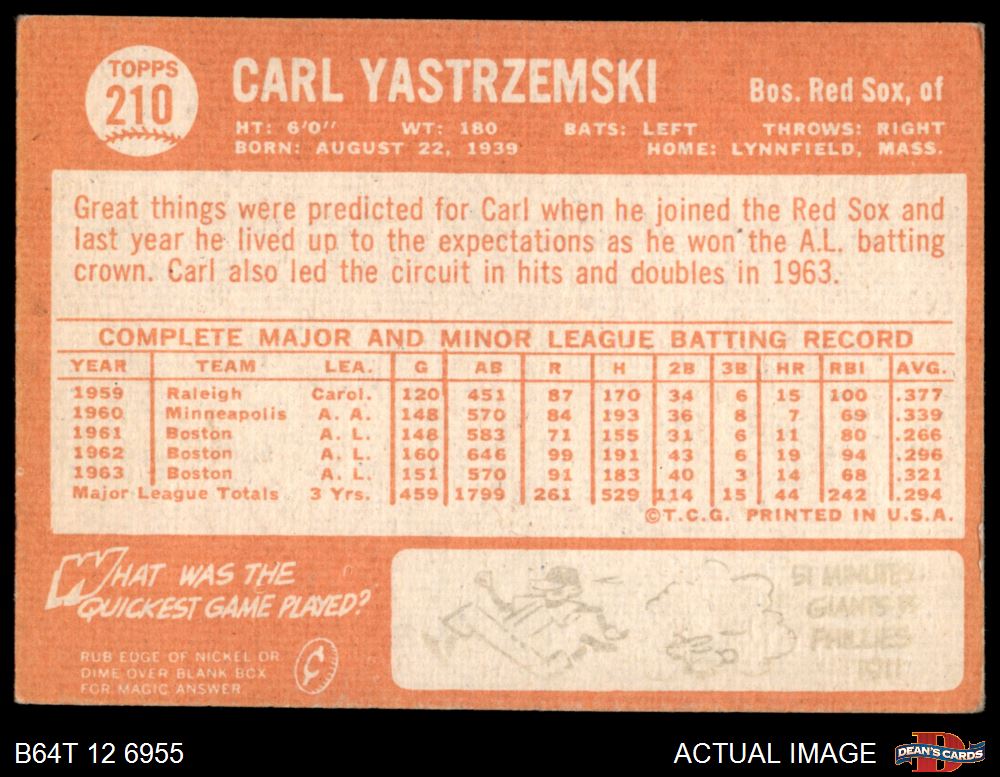 TOPPS
210
CARL YASTRZEMSKI
Bos. Red Sox, of
HT: 6'0" WT: 180 BATS: LEFT THROWS: RIGHT
BORN: AUGUST 22, 1939 HOME: LYNNFIELD, MASS.
Great things were predicted for Carl when he joined the Red Sox and
last year he lived up to the expectations as he won the A.L. batting
crown. Carl also led the circuit in hits and doubles in 1963.
COMPLETE MAJOR AND MINOR LEAGUE BATTING RECORD
YEAR TEAM LEA. G AB R H 2B 3B HR RBI AVG.
1959 Raleigh Carol. 120 451 87 170 34 6 15 100 .377
1960 Minneapolis A. A. 148 570 84 193 36 8 7 69 .339
1961 Boston A. L. 148 583 71 155 31 6 11 80 .266
1962 Boston A. L. 160 646 99 191 43 6 19 94 .296
1963 Boston A. L. 151 570 91 183 40 3 14 68 .321
Major League Totals 3 Yrs. 459 1799 261 529 114 15 44 242 .294
©T.C.G. PRINTED IN U.S.A.
WHAT WAS THE
QUICKEST GAME PLAYED?
RUB EDGE OF NICKEL OR
DIME OVER BLANK BOX
FOR MAGIC ANSWER
51 MINUTES
GIANTS
PHILLIES
1911
B64T 12 6955
ACTUAL IMAGE
DEAN'S CARDS